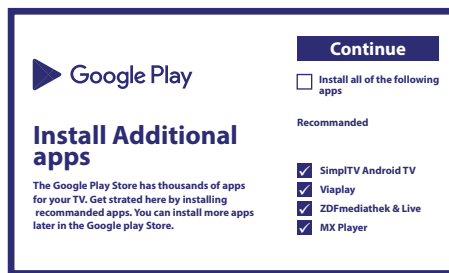 Google Play
Install Additional
apps
The Google Play Store has thousands of apps
for your TV. Get strated here by installing
recommanded apps. You can install more apps
later in the Google play Store.
Continue
Install all of the following
apps
Recommanded
SimplTV Android TV
Viaplay
ZDFmediathek & Live
MX Player